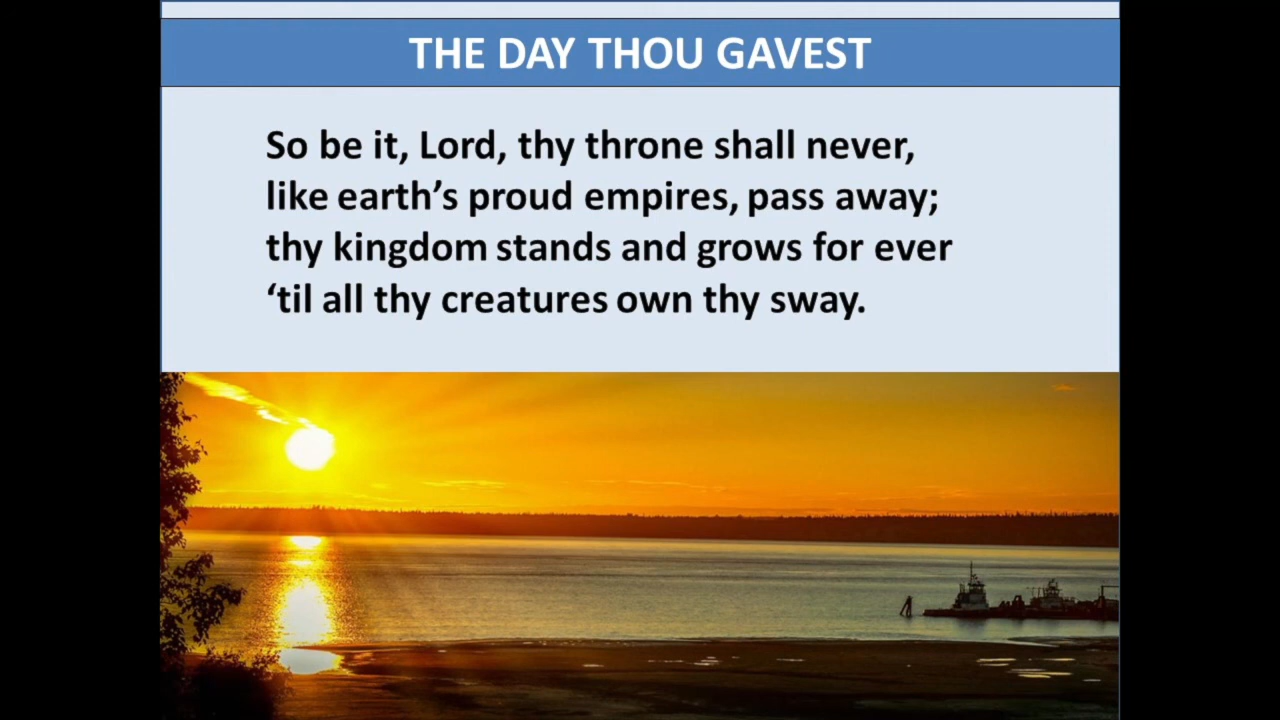 THE DAY THOU GAVEST
So be it, Lord, thy throne shall never,
like earth’s proud empires, pass away;
thy kingdom stands and grows for ever
‘til all thy creatures own thy sway.